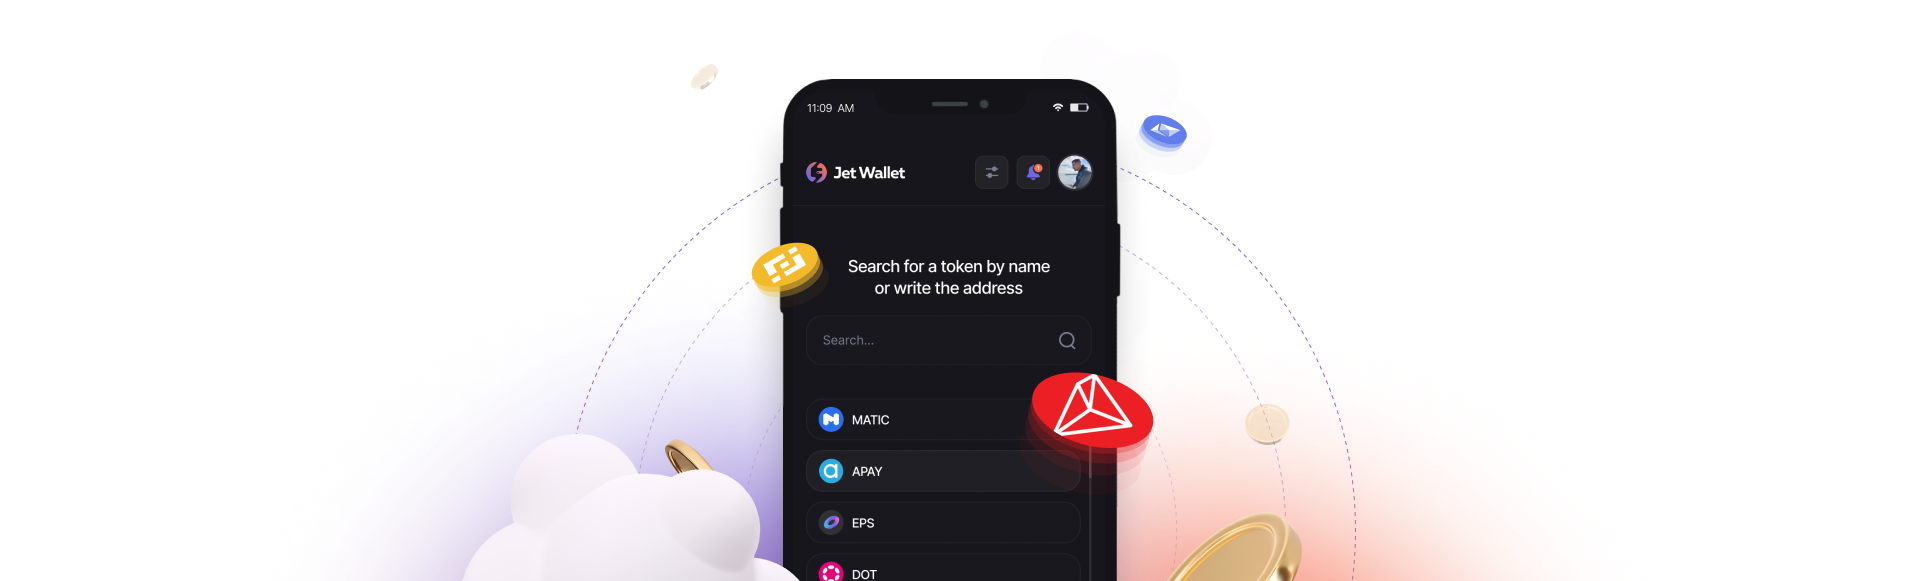 11:09 AM
Jet Wallet
1
Search for a token by name
or write the address
Search...
MATIC
APAY
EPS
DOT